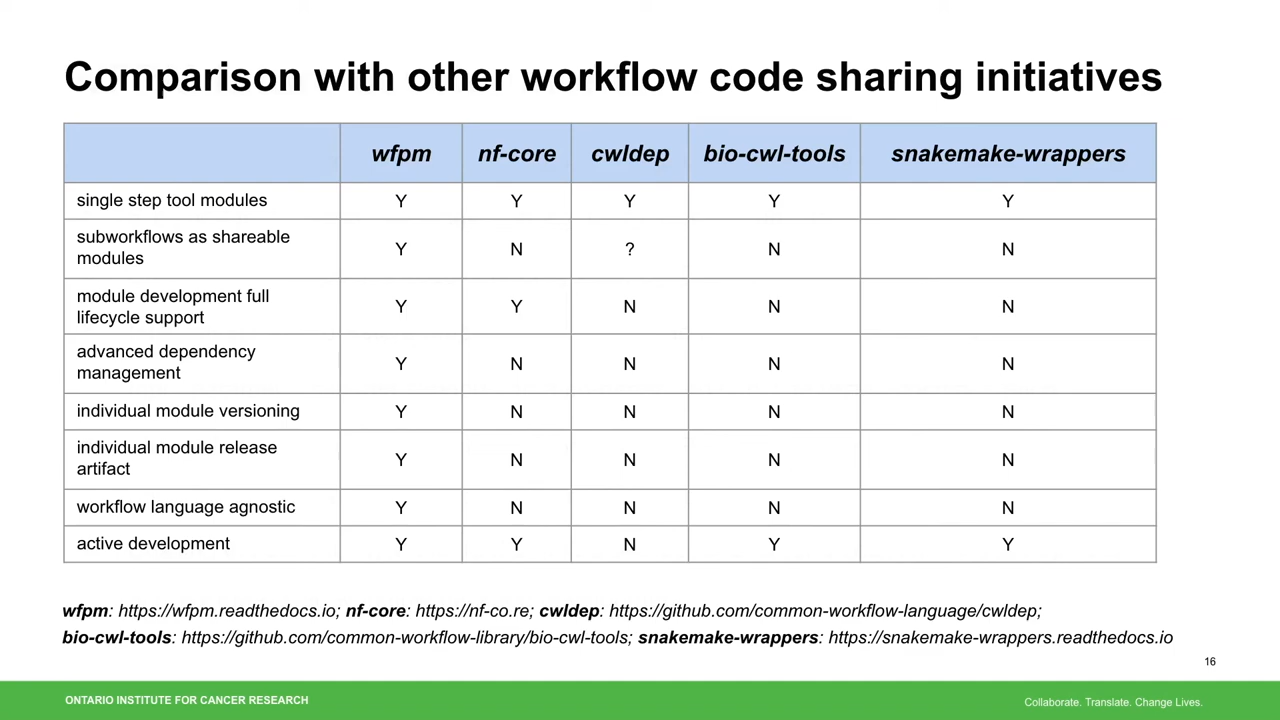 Comparison with other workflow code sharing initiatives
wfpm nf-core cwldep bio-cwl-tools snakemake-wrappers
single step tool modules Y Y Y Y Y
subworkflows as shareable
modules Y N ? N N
module development full
lifecycle support Y Y N N N
advanced dependency
management Y N N N N
individual module versioning Y N N N N
individual module release
artifact Y N N N N
workflow language agnostic Y N N N N
active development Y Y N Y Y
wfpm: https://wfpm.readthedocs.io; nf-core: https://nf-co.re; cwldep: https://github.com/common-workflow-language/cwldep;
bio-cwl-tools: https://github.com/common-workflow-library/bio-cwl-tools; snakemake-wrappers: https://snakemake-wrappers.readthedocs.io
16
ONTARIO INSTITUTE FOR CANCER RESEARCH
Collaborate. Translate. Change Lives.